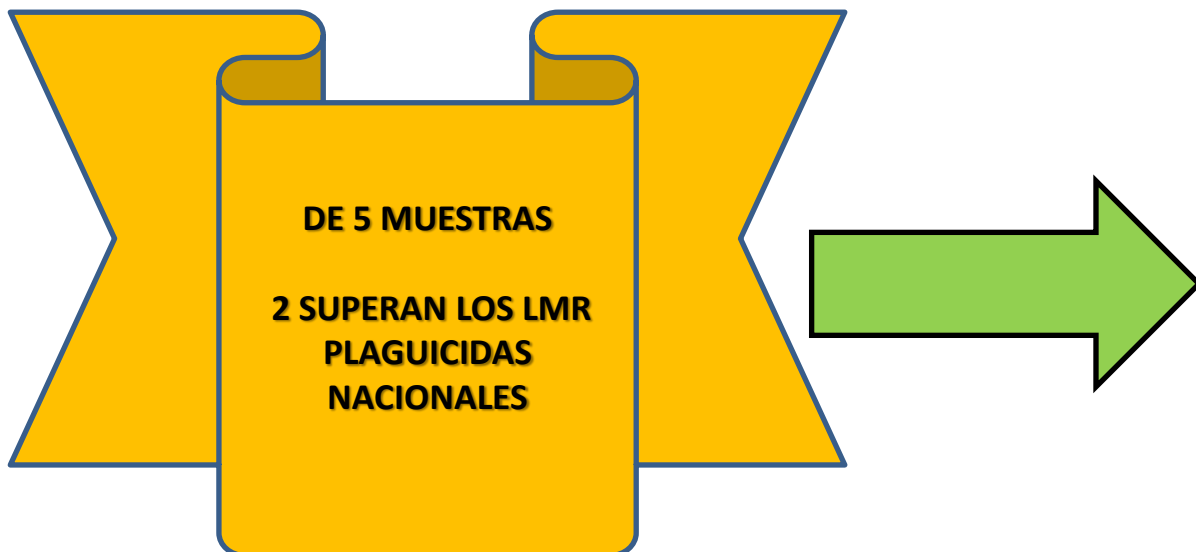 DE 5 MUESTRAS
2 SUPERAN LOS LMR
PLAGUICIDAS
NACIONALES